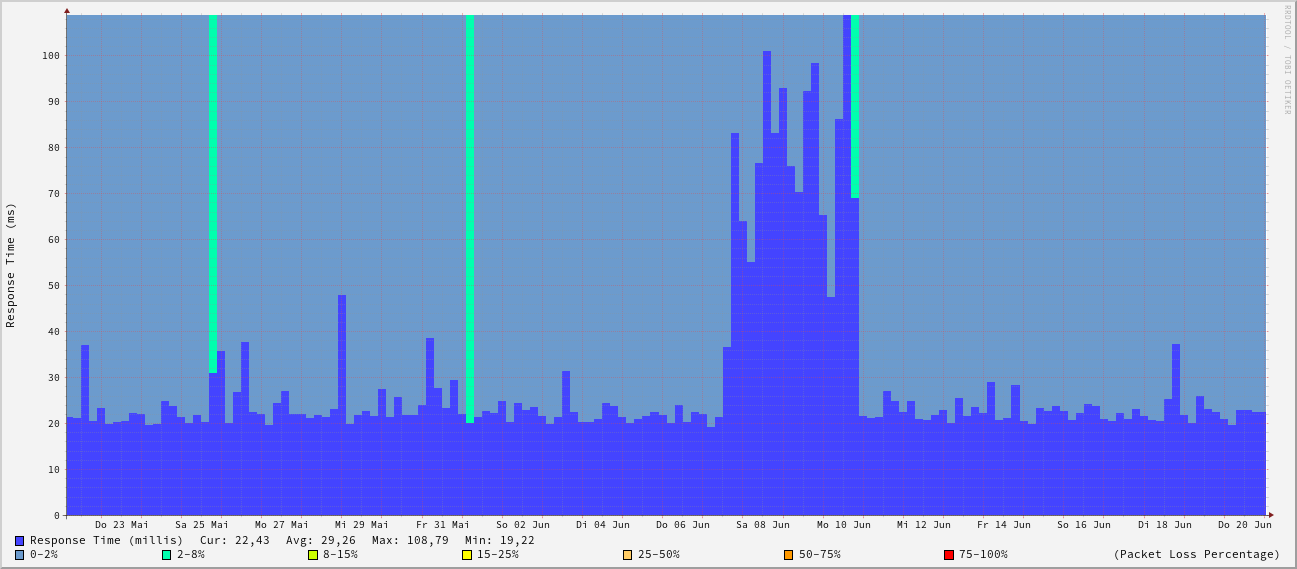 RRDTOOL / TOBI OETIKER
Response Time (ms)
100
90
80
70
60
50
40
30
20
10
0
Do 23 Mai Sa 25 Mai Mo 27 Mai Mi 29 Mai Fr 31 Mai So 02 Jun Di 04 Jun Do 06 Jun Sa 08 Jun Mo 10 Jun Mi 12 Jun Fr 14 Jun So 16 Jun Di 18 Jun Do 20 Jun
Response Time (millis) Cur: 22,43 Avg: 29,26 Max: 108,79 Min: 19,22
0-2% 2-8% 8-15% 15-25% 25-50% 50-75% 75-100% (Packet Loss Percentage)